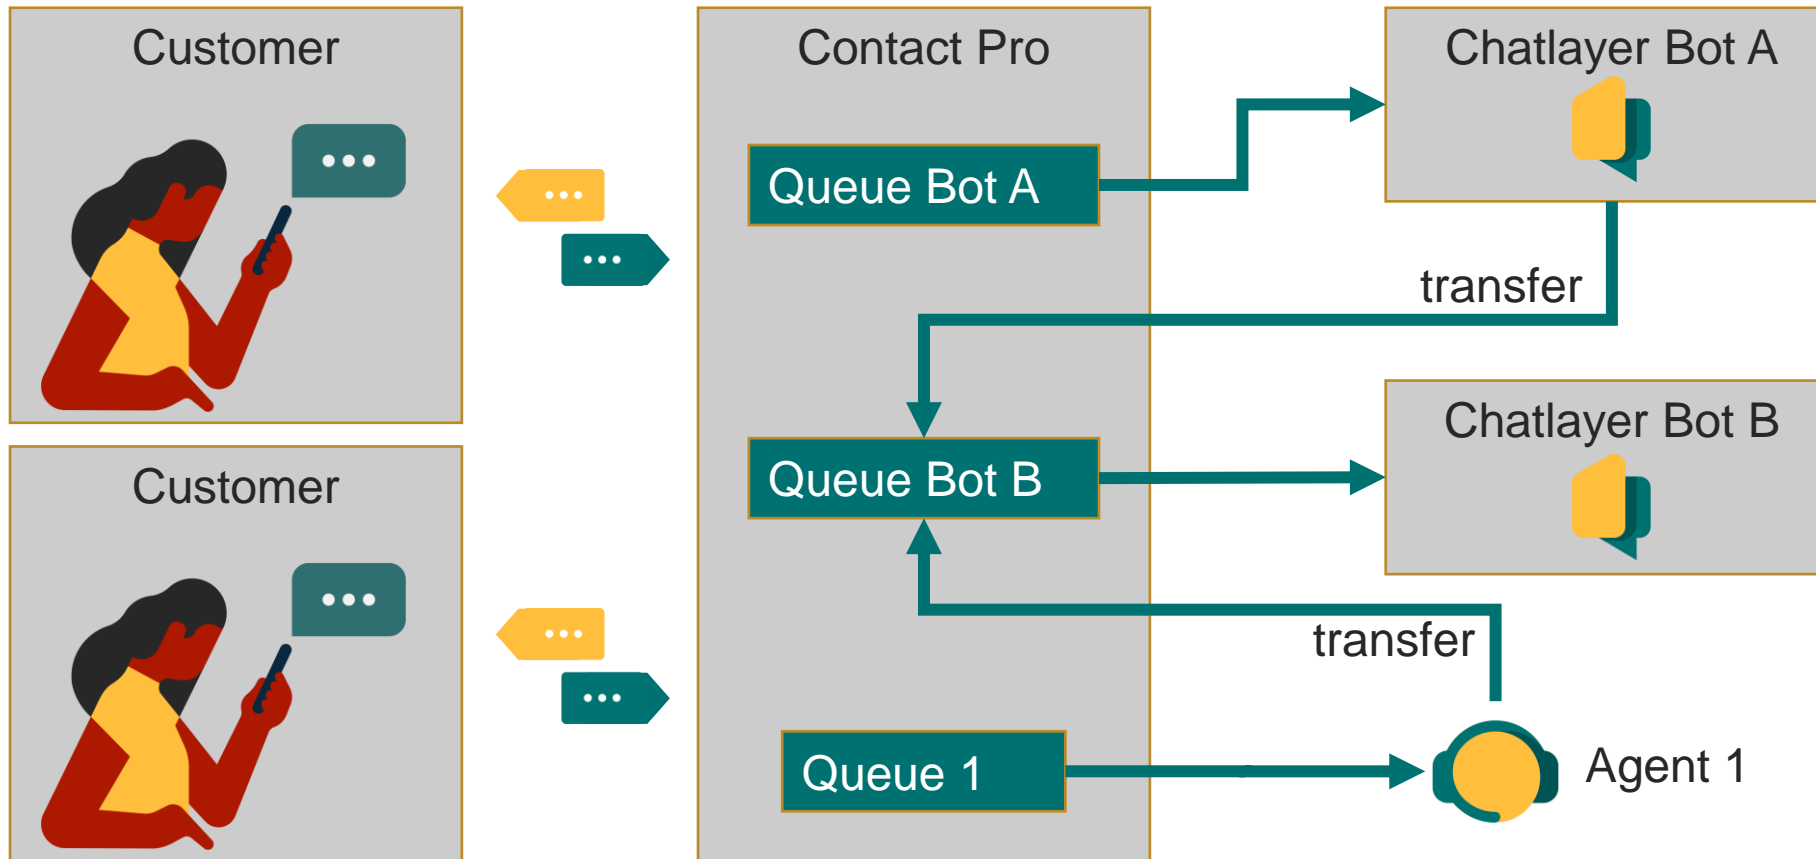 Customer
Contact Pro
Chatlayer Bot A
Queue Bot A
transfer
Chatlayer Bot B
Customer
Queue Bot B
transfer
Queue 1
Agent 1